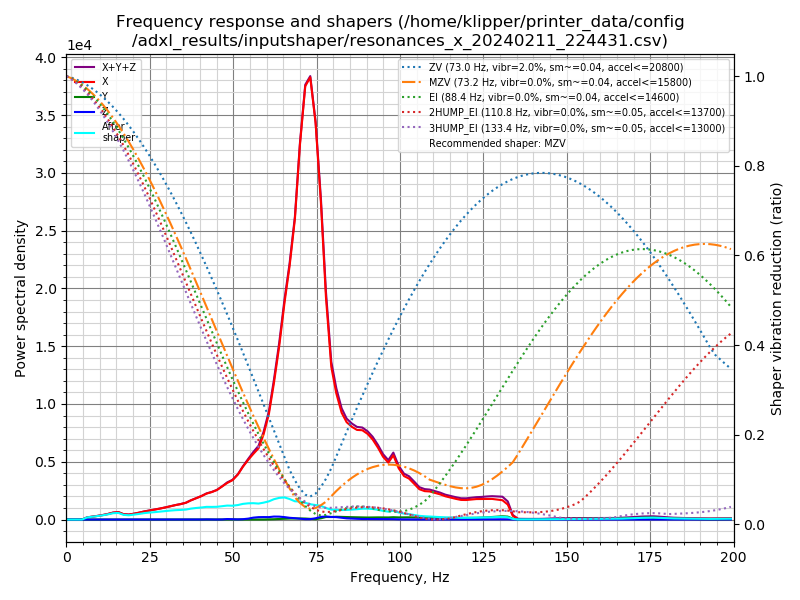 Frequency response and shapers (/home/klipper/printer_data/config
/adxl_results/inputshaper/resonances_x_20240211_224431.csv)
1e4
X+Y+Z
X
Y
Z
After
shaper
ZV (73.0 Hz, vibr=2.0%, sm~=0.04, accel<=20800)
MZV (73.2 Hz, vibr=0.0%, sm~=0.04, accel<=15800)
EI (88.4 Hz, vibr=0.0%, sm~=0.04, accel<=14600)
2HUMP_EI (110.8 Hz, vibr=0.0%, sm~=0.05, accel<=13700)
3HUMP_EI (133.4 Hz, vibr=0.0%, sm~=0.05, accel<=13000)
Recommended shaper: MZV
4.0
3.5
3.0
2.5
2.0
1.5
1.0
0.5
0.0
Power spectral density
1.0
0.8
0.6
0.4
0.2
0.0
Shaper vibration reduction (ratio)
0 25 50 75 100 125 150 175 200
Frequency, Hz